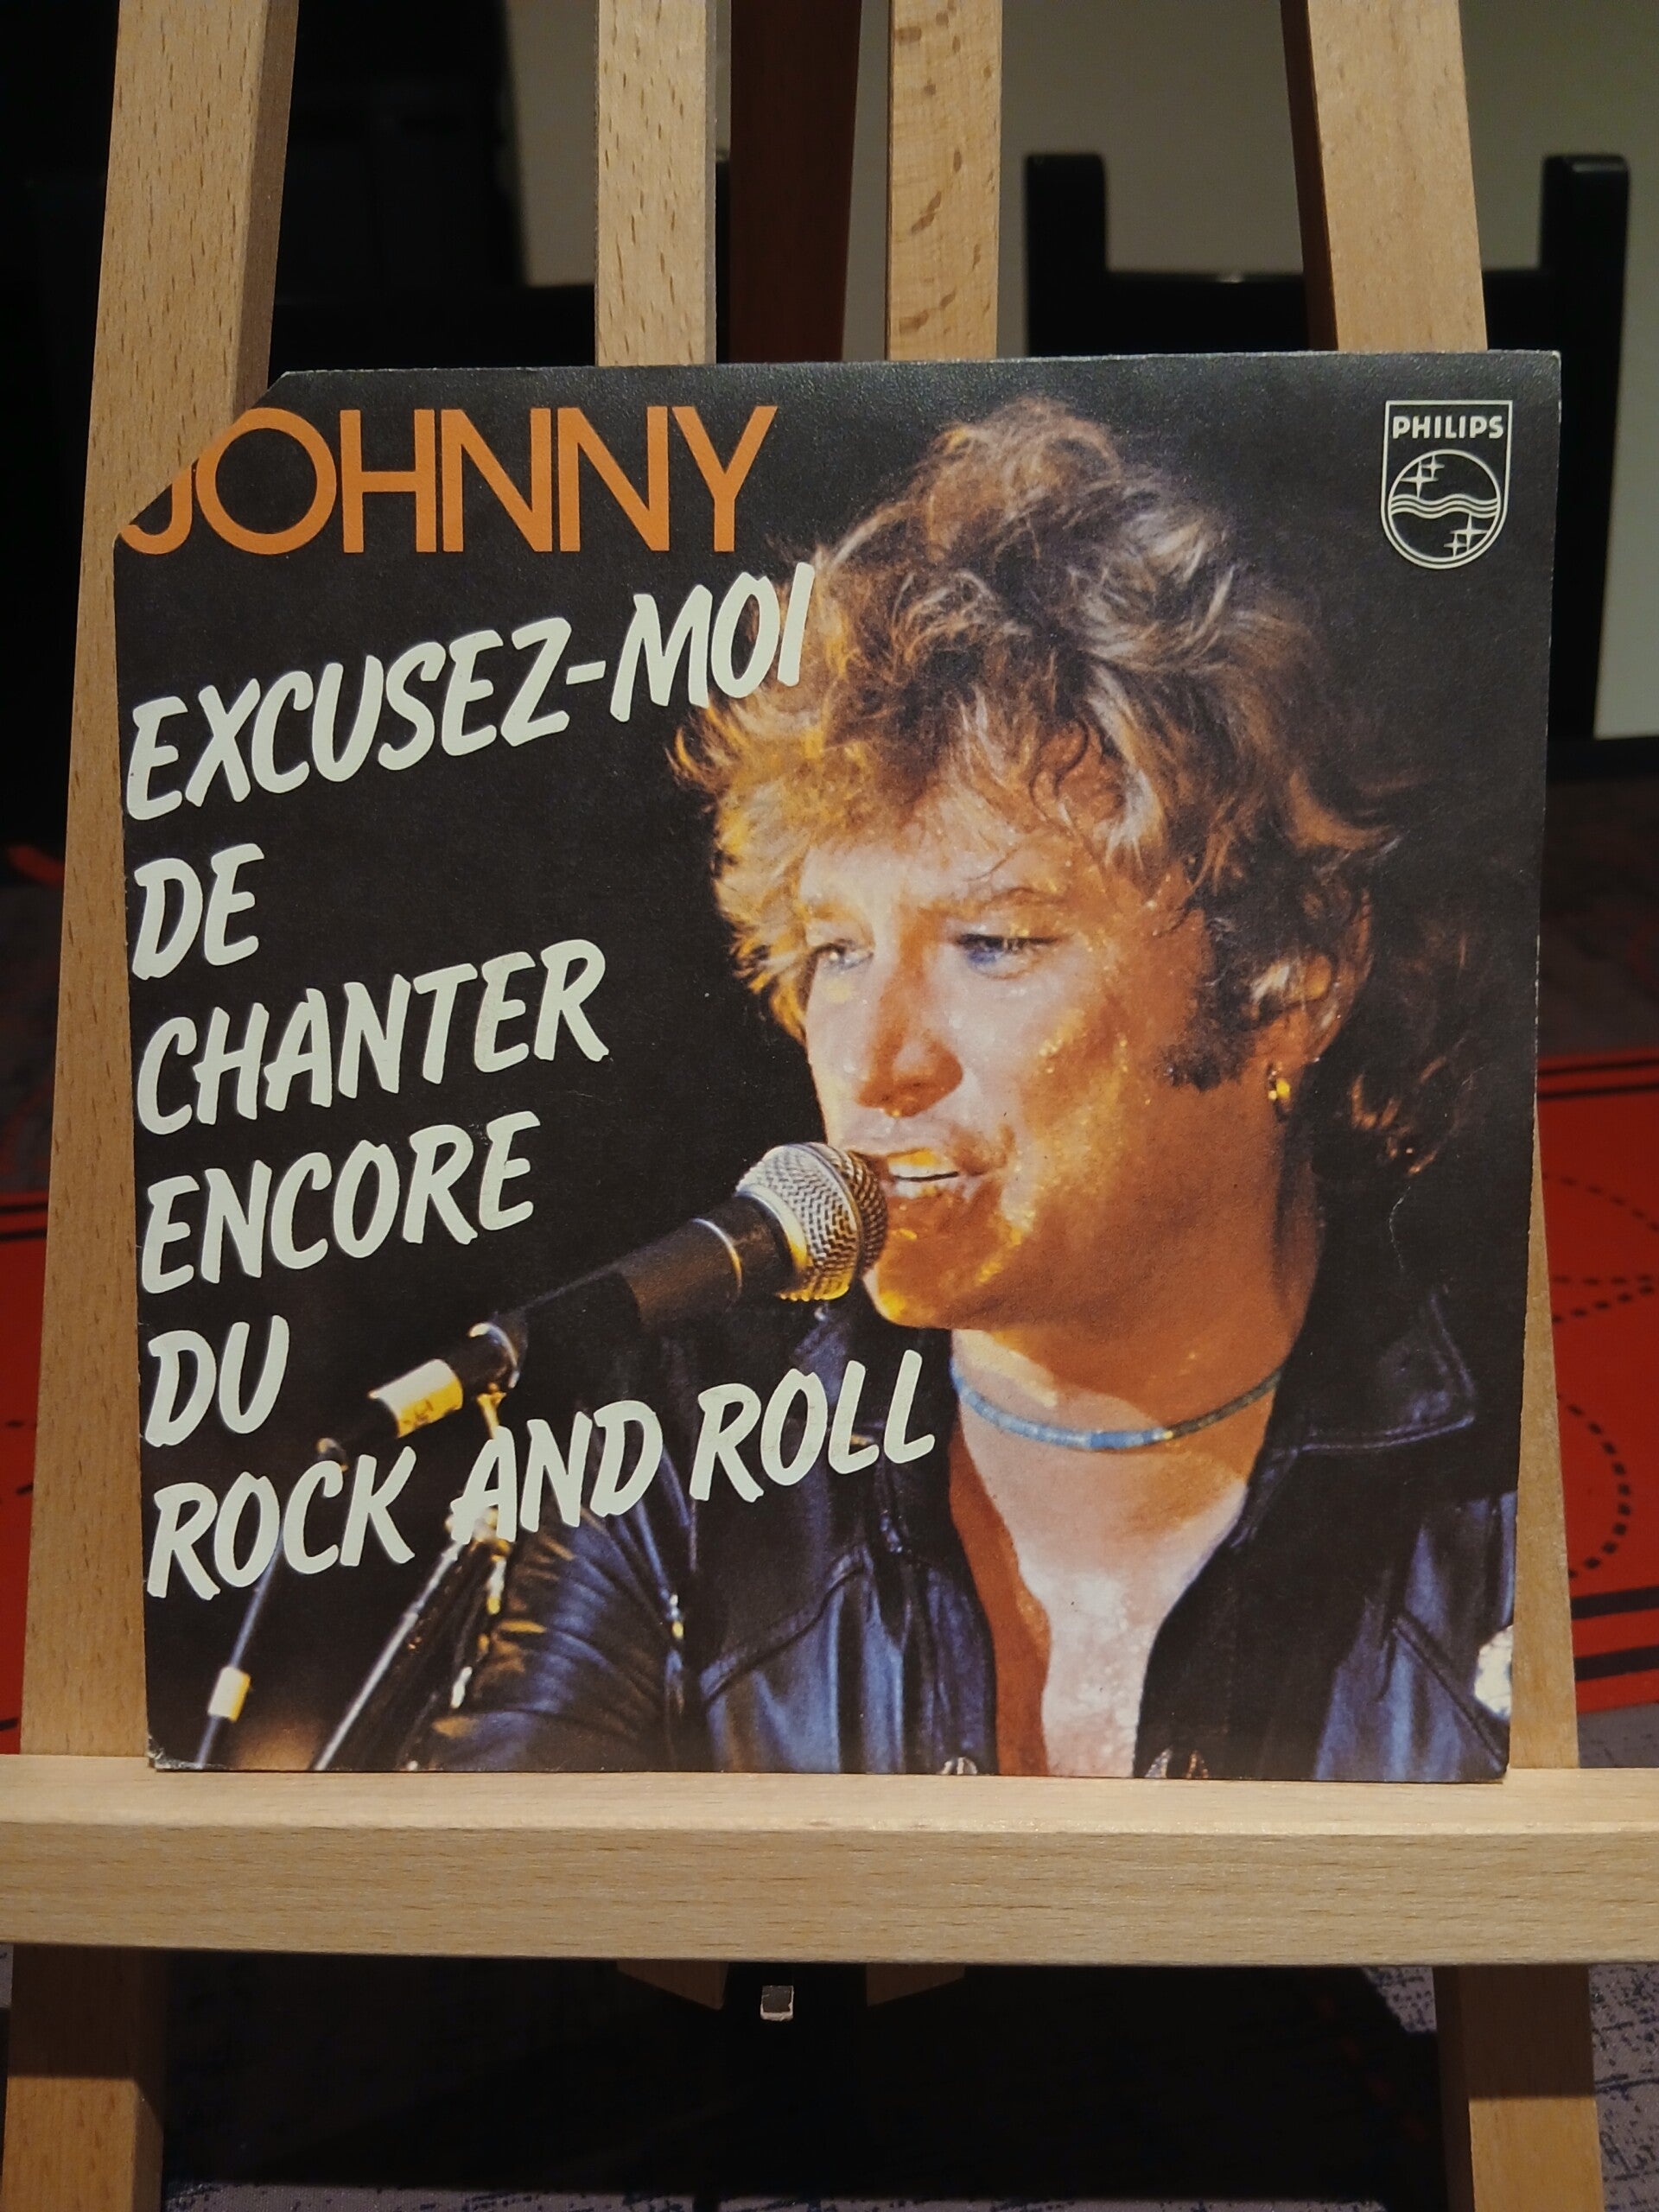 JOHNNY
PHILIPS
EXCUSEZ-MOI
DE
CHANTER
ENCORE
DU
ROCK AND ROLL